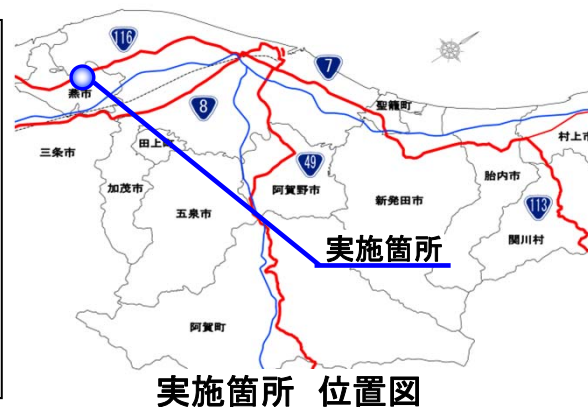 116
7
燕市
8
聖籠町
村上市
三条市
田上町
49
胎内市
加茂市
阿賀野市
新発田市
113
五泉市
関川村
実施箇所
阿賀町
実施箇所 位置図